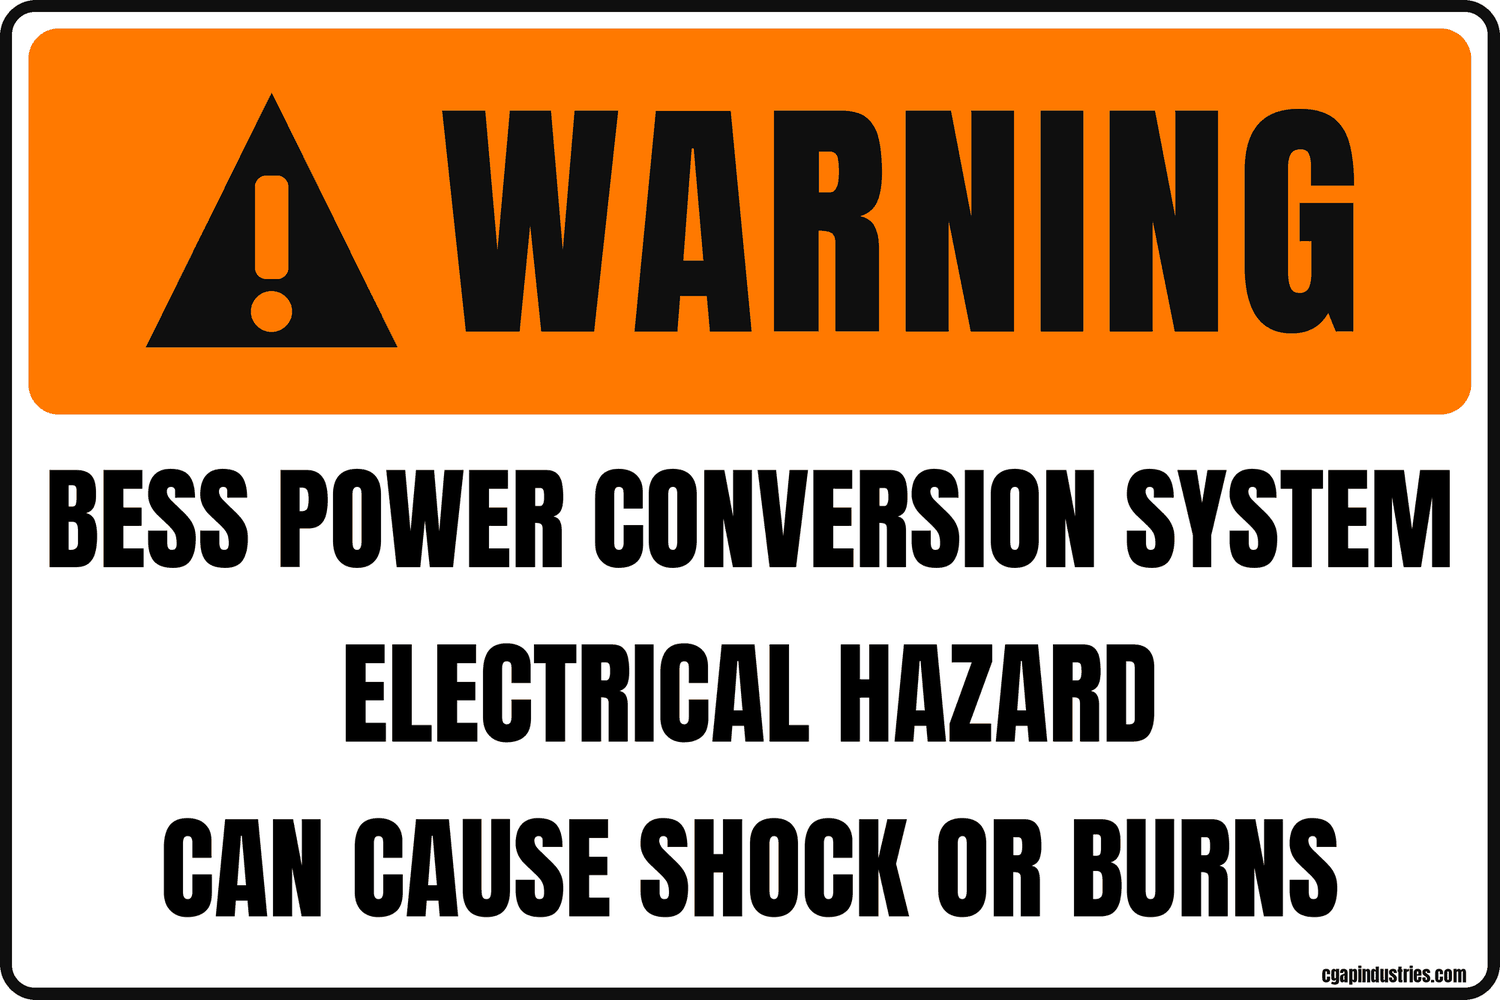 WARNING
BESS POWER CONVERSION SYSTEM
ELECTRICAL HAZARD
CAN CAUSE SHOCK OR BURNS
cgapindustries.com